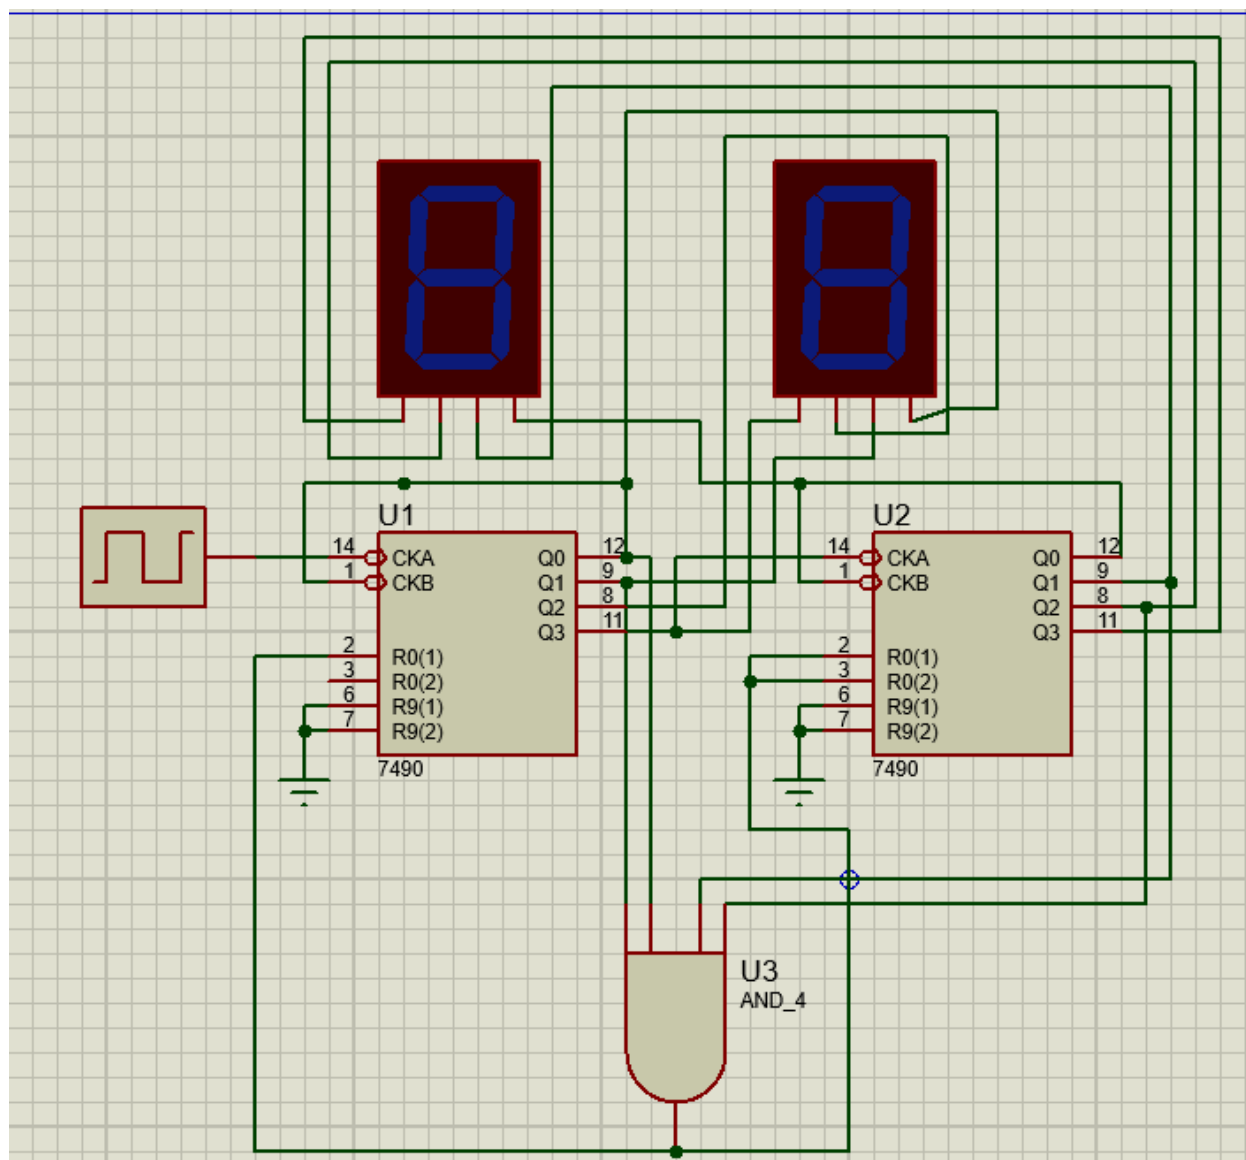 U1
14 CKA Q0 12
1 CKB Q1 9
Q2 8
Q3 11
2 R0(1)
3 R0(2)
6 R9(1)
7 R9(2)
7490
U2
14 CKA Q0 12
1 CKB Q1 9
Q2 8
Q3 11
2 R0(1)
3 R0(2)
6 R9(1)
7 R9(2)
7490
U3
AND_4